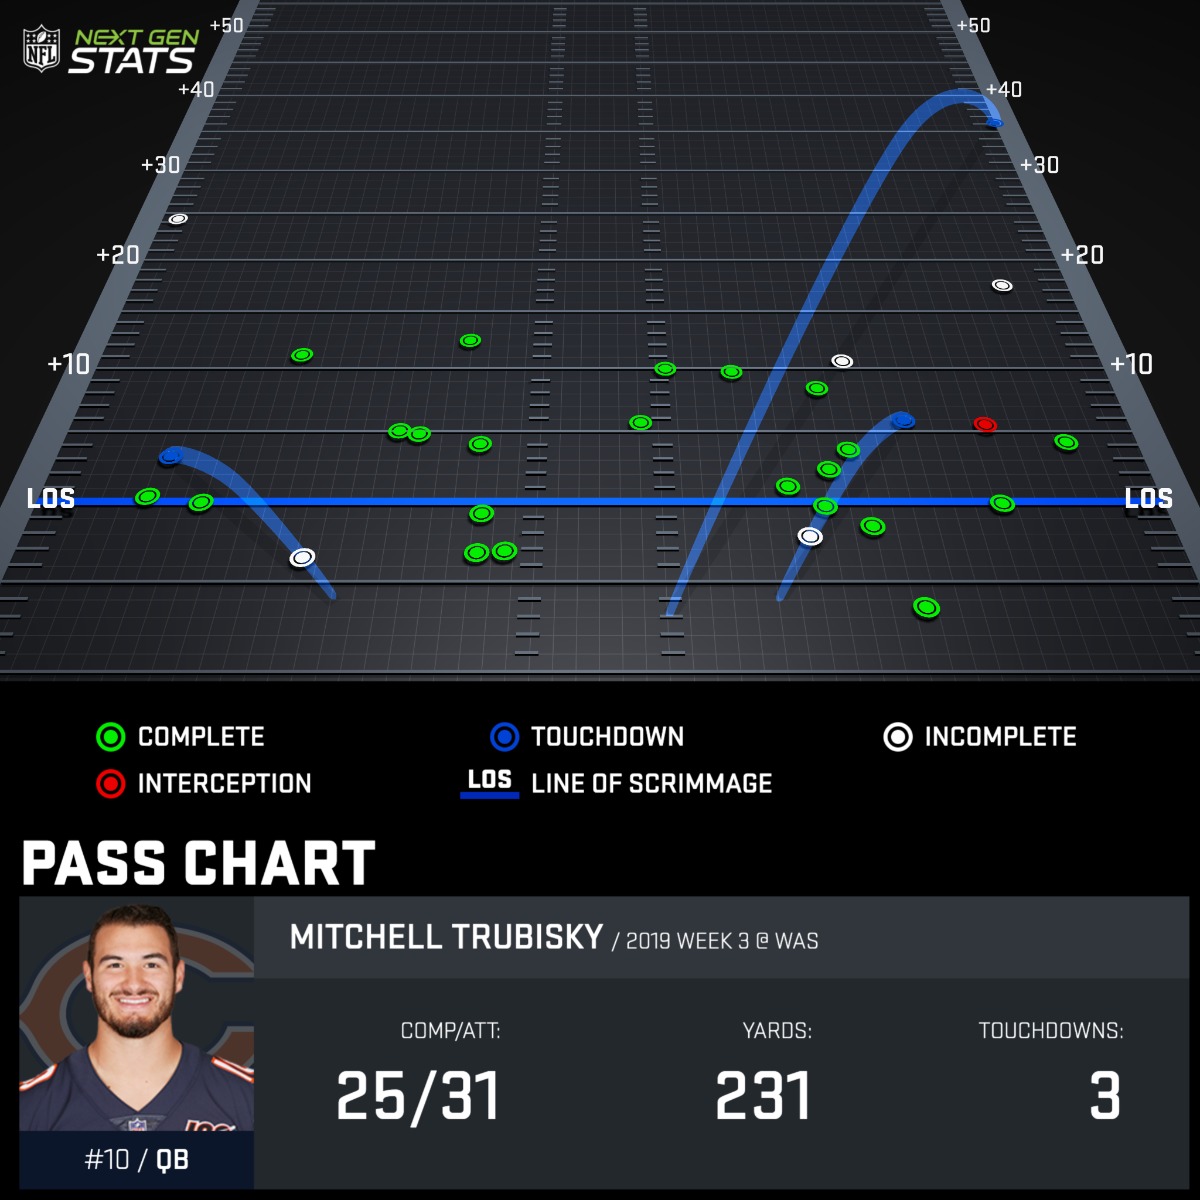 NFL
NEXT GEN
STATS
+50 +50
+40 +40
+30 +30
+20 +20
+10 +10
LOS LOS
COMPLETE TOUCHDOWN INCOMPLETE
INTERCEPTION LOS LINE OF SCRIMMAGE
PASS CHART
MITCHELL TRUBISKY / 2019 WEEK 3 @ WAS
COMP/ATT: YARDS: TOUCHDOWNS:
25/31 231 3
#10 / QB